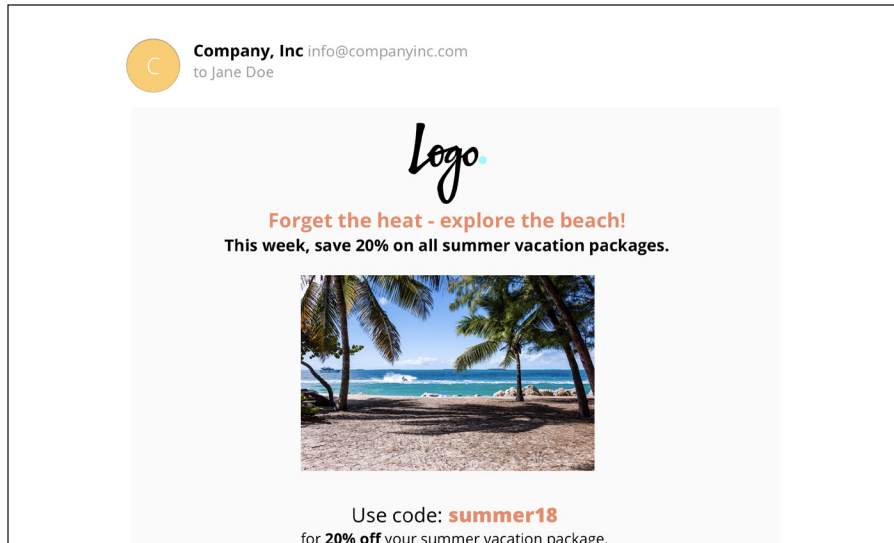 C
Company, Inc info@companyinc.com
to Jane Doe
Logo.
Forget the heat - explore the beach!
This week, save 20% on all summer vacation packages.
Use code: summer18
for 20% off your summer vacation package.